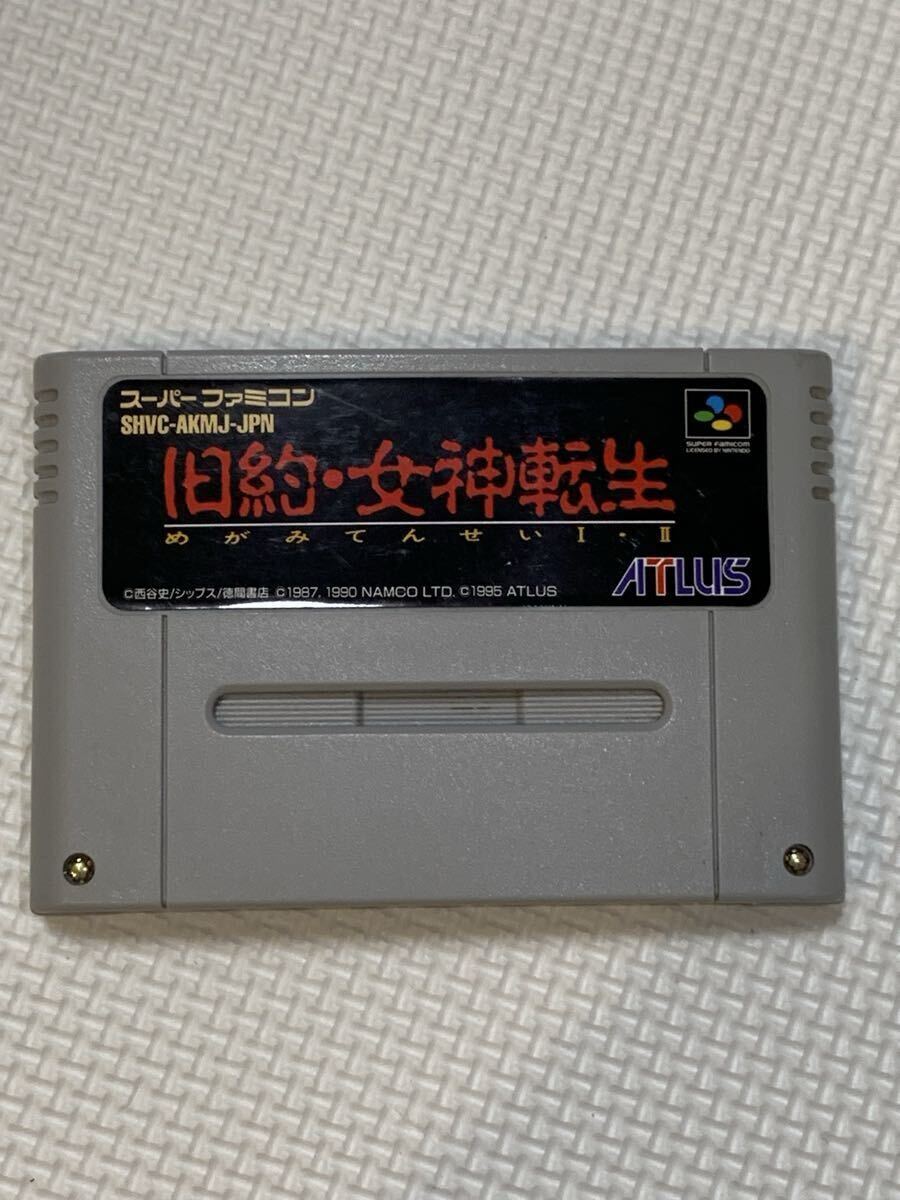 スーパーファミコン
SHVC-AKMJ-JPN
SUPER FAMICOM
LICENSED BY NINTENDO
旧約・女神転生
めがみてんせいI・II
ATLUS
©西谷史/シップス/徳間書店 ©1987, 1990 NAMCO LTD. ©1995 ATLUS